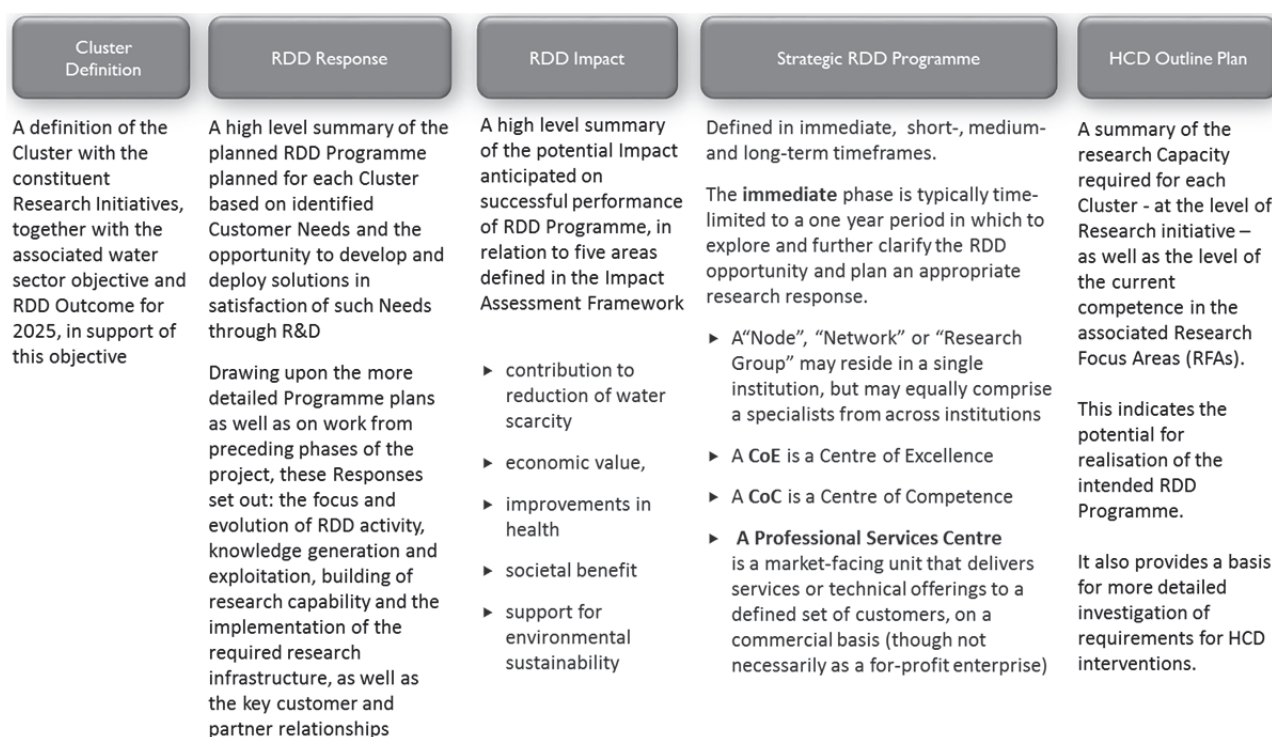 Cluster
Definition
A definition of the
Cluster with the
constituent
Research Initiatives,
together with the
associated water
sector objective and
RDD Outcome for
2025, in support of
this objective
RDD Response
A high level summary of the
planned RDD Programme
planned for each Cluster
based on identified
Customer Needs and the
opportunity to develop and
deploy solutions in
satisfaction of such Needs
through R&D
Drawing upon the more
detailed Programme plans
as well as on work from
preceding phases of the
project, these Responses
set out: the focus and
evolution of RDD activity,
knowledge generation and
exploitation, building of
research capability and the
implementation of the
required research
infrastructure, as well as
the key customer and
partner relationships
RDD Impact
A high level summary
of the potential Impact
anticipated on
successful performance
of RDD Programme, in
relation to five areas
defined in the Impact
Assessment Framework
► contribution to
reduction of water
scarcity
► economic value,
► improvements in
health
► societal benefit
► support for
environmental
sustainability
Strategic RDD Programme
Defined in immediate, short-, medium-
and long-term timeframes.
The immediate phase is typically time-
limited to a one year period in which to
explore and further clarify the RDD
opportunity and plan an appropriate
research response.
► A“Node”, “Network” or “Research
Group” may reside in a single
institution, but may equally comprise
a specialists from across institutions
► A CoE is a Centre of Excellence
► A CoC is a Centre of Competence
► A Professional Services Centre
is a market-facing unit that delivers
services or technical offerings to a
defined set of customers, on a
commercial basis (though not
necessarily as a for-profit enterprise)
HCD Outline Plan
A summary of the
research Capacity
required for each
Cluster - at the level of
Research initiative –
as well as the level of
the current
competence in the
associated Research
Focus Areas (RFAs).
This indicates the
potential for
realisation of the
intended RDD
Programme.
It also provides a basis
for more detailed
investigation of
requirements for HCD
interventions.